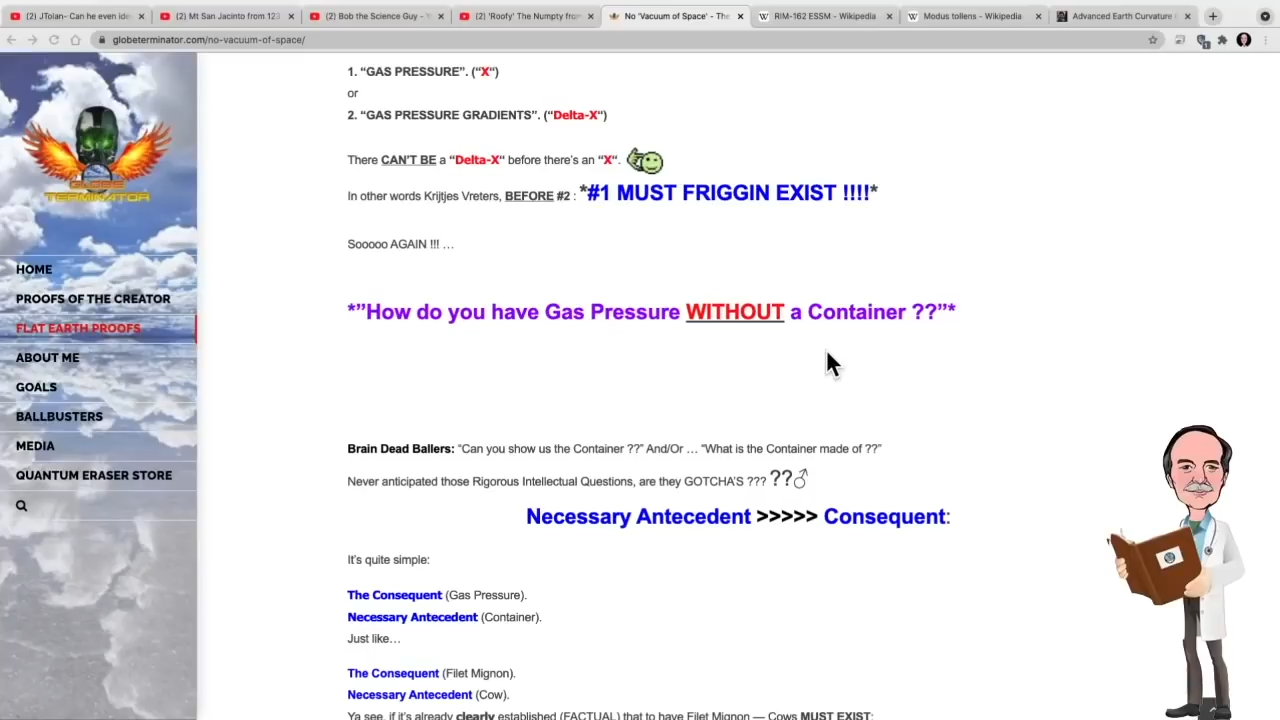 (2) JTolan- Can he even ide
(2) Mt San Jacinto from 123
(2) Bob the Science Guy - Y
(2) 'Roofy' The Numpty from
No 'Vacuum of Space' - The
RIM-162 ESSM - Wikipedia
Modus tollens - Wikipedia
Advanced Earth Curvature
globeterminator.com/no-vacuum-of-space/
GLOBE
TERMINATOR
HOME
PROOFS OF THE CREATOR
FLAT EARTH PROOFS
ABOUT ME
GOALS
BALLBUSTERS
MEDIA
QUANTUM ERASER STORE
1. “GAS PRESSURE”. (“X“)
or
2. “GAS PRESSURE GRADIENTS”. (“Delta-X“)
There CAN’T BE a “Delta-X“ before there’s an “X“.
In other words Krijtjes Vreters, BEFORE #2 : *#1 MUST FRIGGIN EXIST !!!!*
Sooooo AGAIN !!! …
*”How do you have Gas Pressure WITHOUT a Container ??”*
Brain Dead Ballers: “Can you show us the Container ??” And/Or … “What is the Container made of ??”
Never anticipated those Rigorous Intellectual Questions, are they GOTCHA’S ??? ??♂
Necessary Antecedent >>>>> Consequent:
It’s quite simple:
The Consequent (Gas Pressure).
Necessary Antecedent (Container).
Just like…
The Consequent (Filet Mignon).
Necessary Antecedent (Cow).
Ya see, if it’s already clearly established (FACTUAL) that to have Filet Mignon — Cows MUST EXIST;